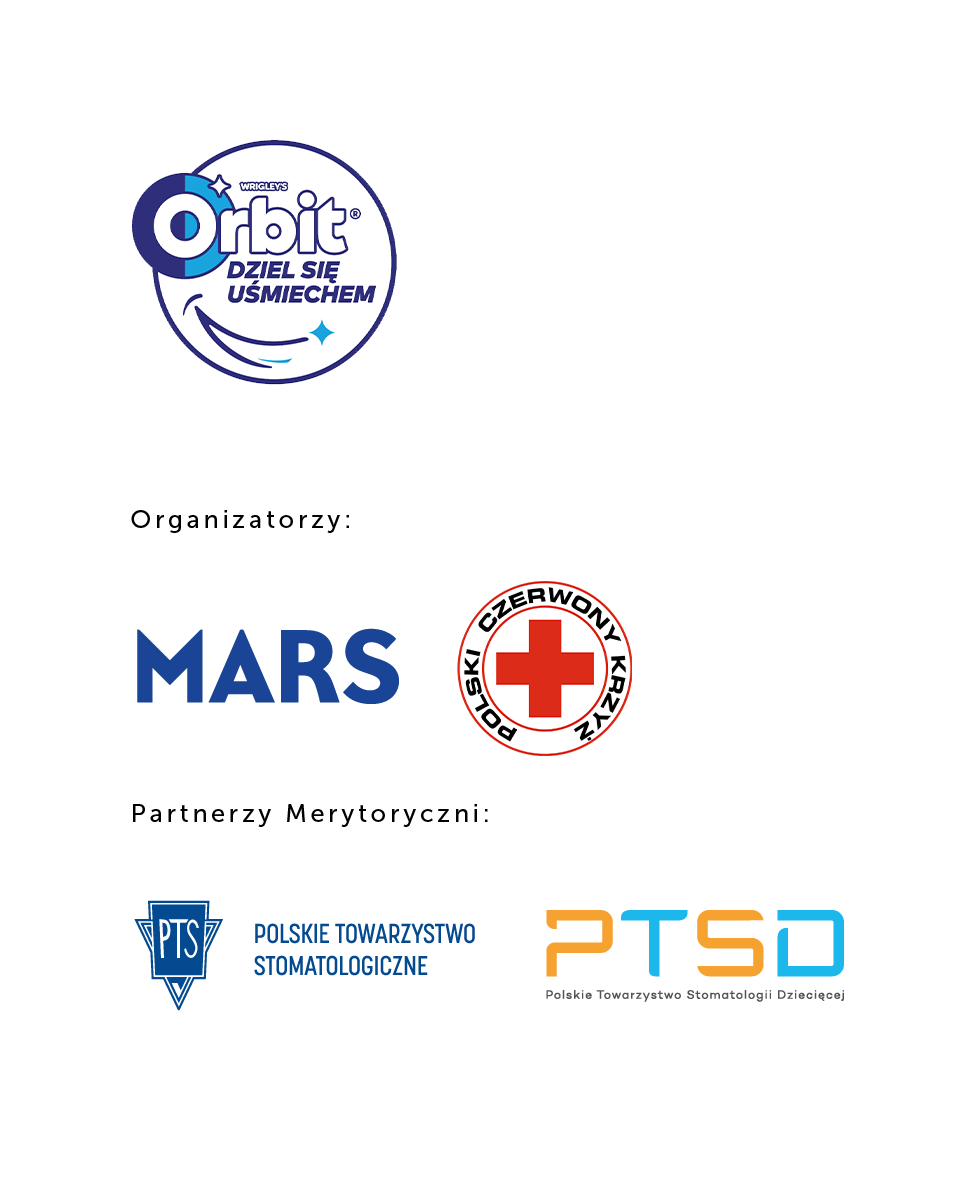 WRIGLEY'S
Orbit®
DZIEL SIĘ
UŚMIECHEM
Organizatorzy:
MARS
POLSKI CZERWONY KRZYŻ
Partnerzy Merytoryczni:
PTS
POLSKIE TOWARZYSTWO
STOMATOLOGICZNE
PTSD
Polskie Towarzystwo Stomatologii Dziecięcej